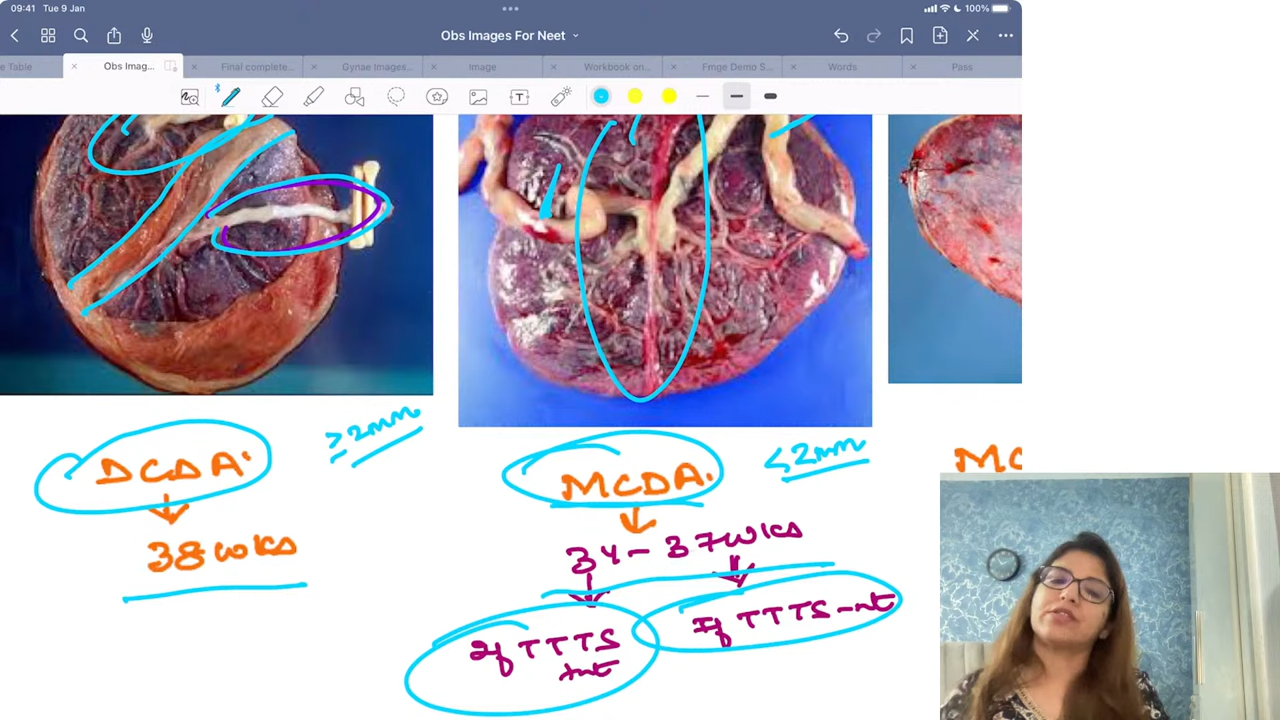 09:41 Tue 9 Jan
100%
Obs Images For Neet
e Table
Obs Imag...
Final complete...
Gynae Images...
Image
Workbook on...
Fmge Demo S...
Words
Pass
DCDA.
≥2mm
MCDA.
<2mm
MC
38 wks
34-37wks
If TTTS
If TTTS -nt